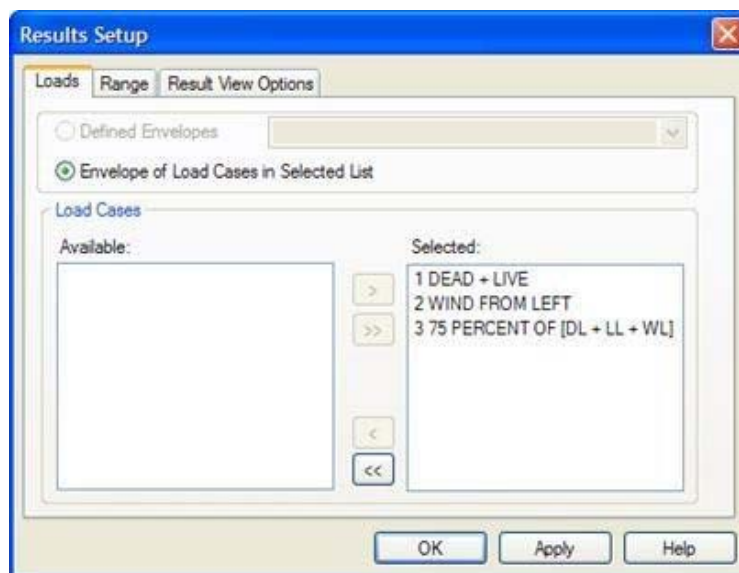 Results Setup
Loads Range Result View Options
Defined Envelopes
Envelope of Load Cases in Selected List
Load Cases
Available: Selected:
1 DEAD + LIVE
2 WIND FROM LEFT
> 3 75 PERCENT OF [DL + LL + WL]
>>
<
<<
OK Apply Help